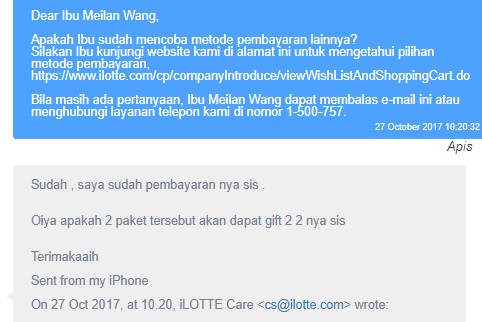 Dear Ibu Meilan Wang,
Apakah Ibu sudah mencoba metode pembayaran lainnya?
Silakan Ibu kunjungi website kami di alamat ini untuk mengetahui pilihan
metode pembayaran,
https://www.ilotte.com/cp/companyIntroduce/viewWishListAndShoppingCart.do
Bila masih ada pertanyaan, Ibu Meilan Wang dapat membalas e-mail ini atau
menghubungi layanan telepon kami di nomor 1-500-757.
27 October 2017 10:20:32
Apis
Sudah , saya sudah pembayaran nya sis .
Oiya apakah 2 paket tersebut akan dapat gift 2 2 nya sis
Terimakaaih
Sent from my iPhone
On 27 Oct 2017, at 10.20, iLOTTE Care <cs@ilotte.com> wrote: